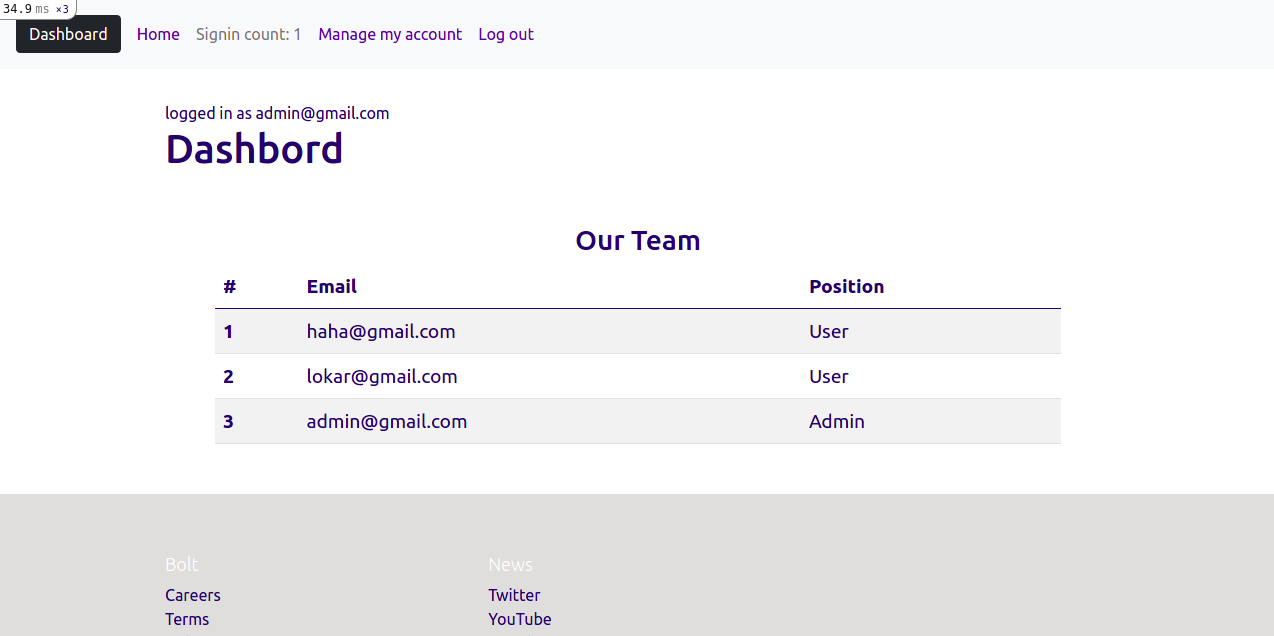 34.9 ms ×3
Dashboard Home Signin count: 1 Manage my account Log out
logged in as admin@gmail.com
Dashbord
Our Team
# Email Position
1 haha@gmail.com User
2 lokar@gmail.com User
3 admin@gmail.com Admin
Bolt News
Careers Twitter
Terms YouTube